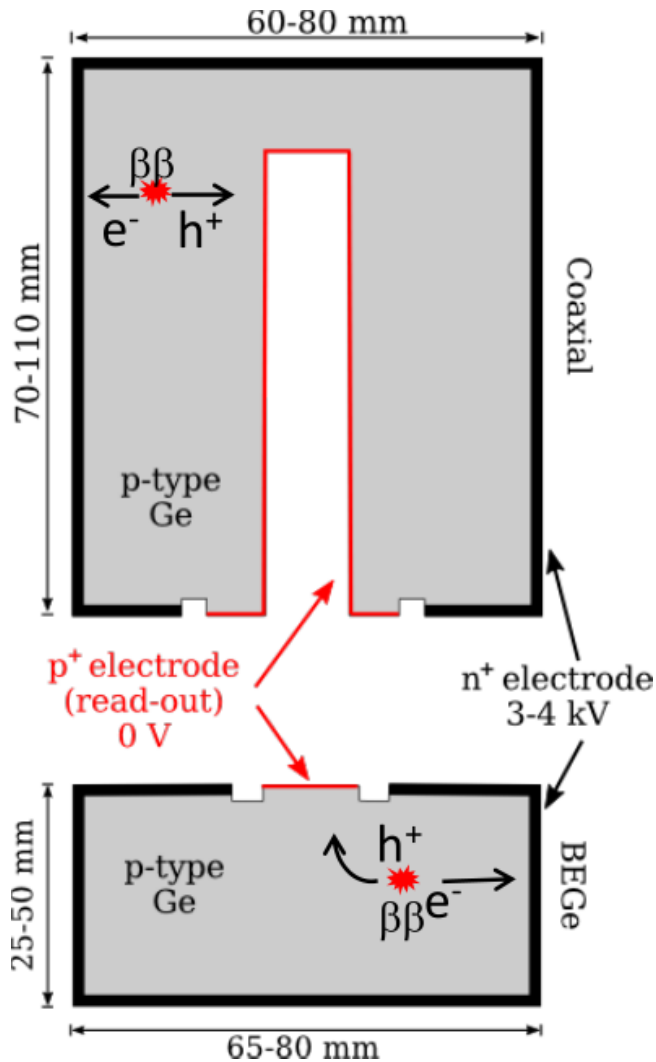 60-80 mm
70-110 mm
ββ
e⁻ h⁺
Coaxial
p-type
Ge
p⁺ electrode
(read-out)
0 V
n⁺ electrode
3-4 kV
25-50 mm
p-type
Ge
h⁺
ββ e⁻
BEGe
65-80 mm